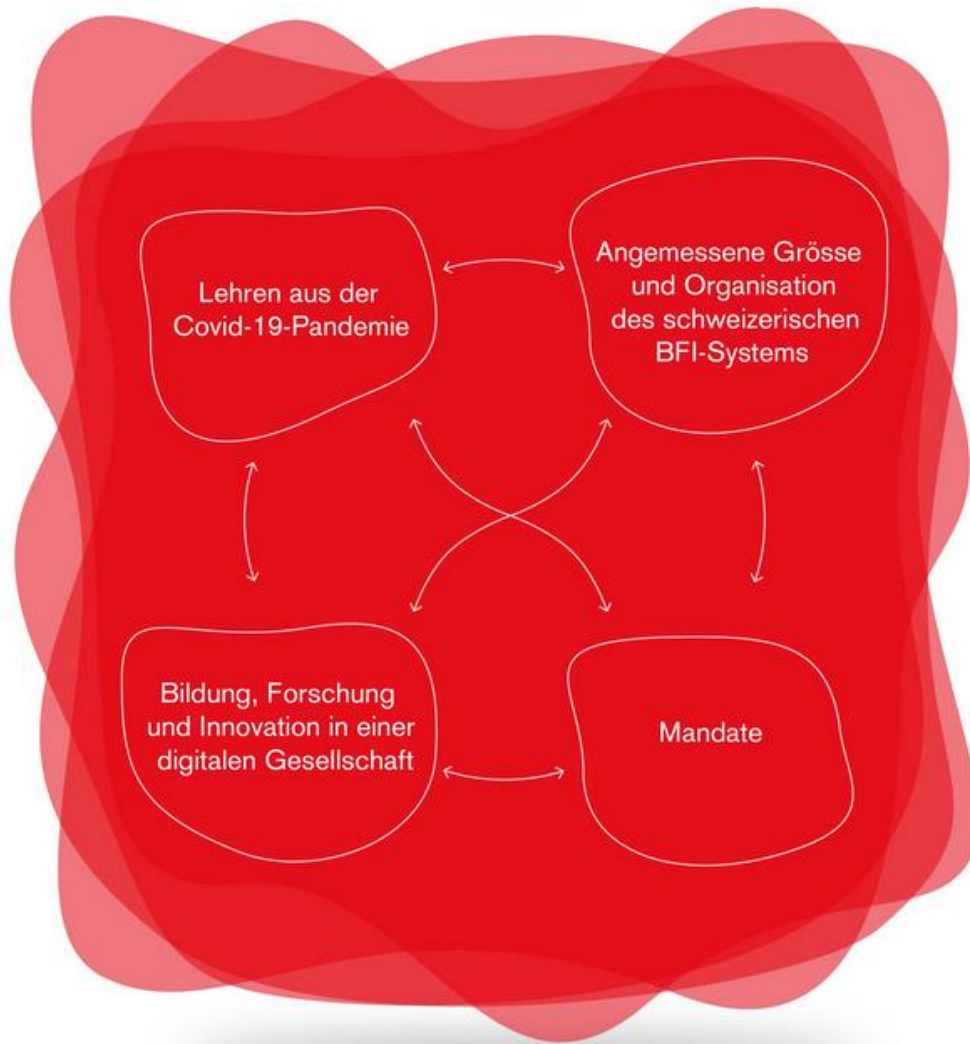 Lehren aus der
Covid-19-Pandemie
Angemessene Grösse
und Organisation
des schweizerischen
BFI-Systems
Bildung, Forschung
und Innovation in einer
digitalen Gesellschaft
Mandate